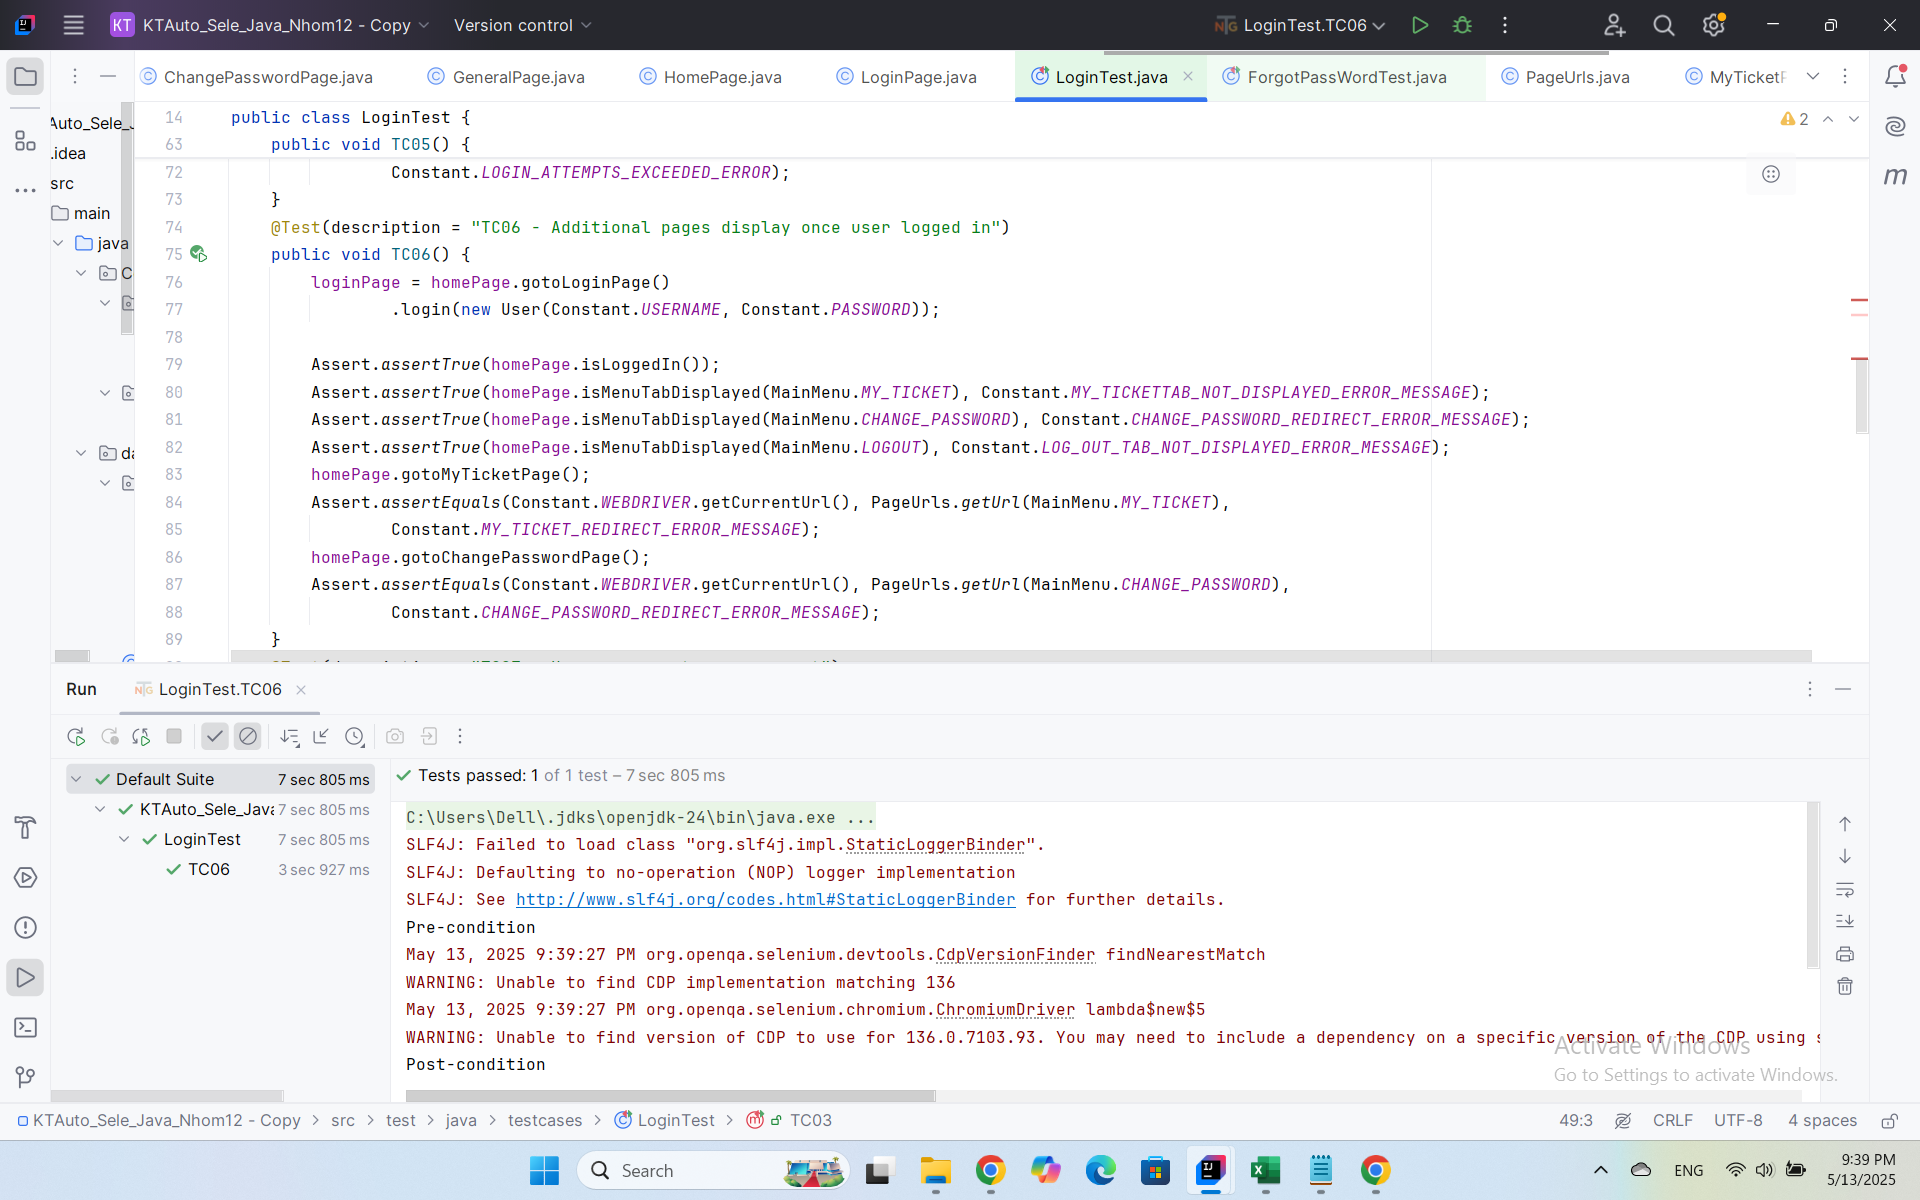 KT KTAuto_Sele_Java_Nhom12 - Copy Version control LoginTest.TC06
ChangePasswordPage.java GeneralPage.java HomePage.java LoginPage.java LoginTest.java ForgotPassWordTest.java PageUrls.java MyTicketP
Auto_Sele_J
.idea
src
main
java
C
da
14 public class LoginTest {
63 public void TC05() {
72 Constant.LOGIN_ATTEMPTS_EXCEEDED_ERROR);
73 }
74 @Test(description = "TC06 - Additional pages display once user logged in")
75 public void TC06() {
76 loginPage = homePage.gotoLoginPage()
77 .login(new User(Constant.USERNAME, Constant.PASSWORD));
78
79 Assert.assertTrue(homePage.isLoggedIn());
80 Assert.assertTrue(homePage.isMenuTabDisplayed(MainMenu.MY_TICKET), Constant.MY_TICKETTAB_NOT_DISPLAYED_ERROR_MESSAGE);
81 Assert.assertTrue(homePage.isMenuTabDisplayed(MainMenu.CHANGE_PASSWORD), Constant.CHANGE_PASSWORD_REDIRECT_ERROR_MESSAGE);
82 Assert.assertTrue(homePage.isMenuTabDisplayed(MainMenu.LOGOUT), Constant.LOG_OUT_TAB_NOT_DISPLAYED_ERROR_MESSAGE);
83 homePage.gotoMyTicketPage();
84 Assert.assertEquals(Constant.WEBDRIVER.getCurrentUrl(), PageUrls.getUrl(MainMenu.MY_TICKET),
85 Constant.MY_TICKET_REDIRECT_ERROR_MESSAGE);
86 homePage.gotoChangePasswordPage();
87 Assert.assertEquals(Constant.WEBDRIVER.getCurrentUrl(), PageUrls.getUrl(MainMenu.CHANGE_PASSWORD),
88 Constant.CHANGE_PASSWORD_REDIRECT_ERROR_MESSAGE);
89 }
2
Run LoginTest.TC06
Default Suite 7 sec 805 ms
KTAuto_Sele_Java 7 sec 805 ms
LoginTest 7 sec 805 ms
TC06 3 sec 927 ms
Tests passed: 1 of 1 test – 7 sec 805 ms
C:\Users\Dell\.jdks\openjdk-24\bin\java.exe ...
SLF4J: Failed to load class "org.slf4j.impl.StaticLoggerBinder".
SLF4J: Defaulting to no-operation (NOP) logger implementation
SLF4J: See http://www.slf4j.org/codes.html#StaticLoggerBinder for further details.
Pre-condition
May 13, 2025 9:39:27 PM org.openqa.selenium.devtools.CdpVersionFinder findNearestMatch
WARNING: Unable to find CDP implementation matching 136
May 13, 2025 9:39:27 PM org.openqa.selenium.chromium.ChromiumDriver lambda$new$5
WARNING: Unable to find version of CDP to use for 136.0.7103.93. You may need to include a dependency on a specific version of the CDP using s
Post-condition
Activate Windows
Go to Settings to activate Windows.
KTAuto_Sele_Java_Nhom12 - Copy > src > test > java > testcases > LoginTest > TC03 49:3 CRLF UTF-8 4 spaces
Search ENG 9:39 PM
5/13/2025